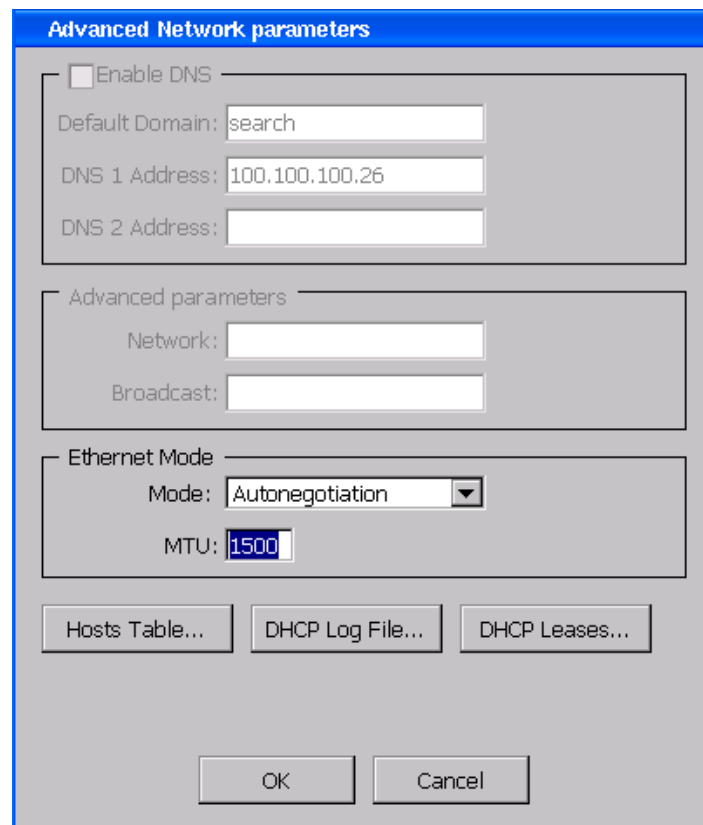 Advanced Network parameters
Enable DNS
Default Domain: search
DNS 1 Address: 100.100.100.26
DNS 2 Address:
Advanced parameters
Network:
Broadcast:
Ethernet Mode
Mode: Autonegotiation
MTU: 1500
Hosts Table... DHCP Log File... DHCP Leases...
OK Cancel